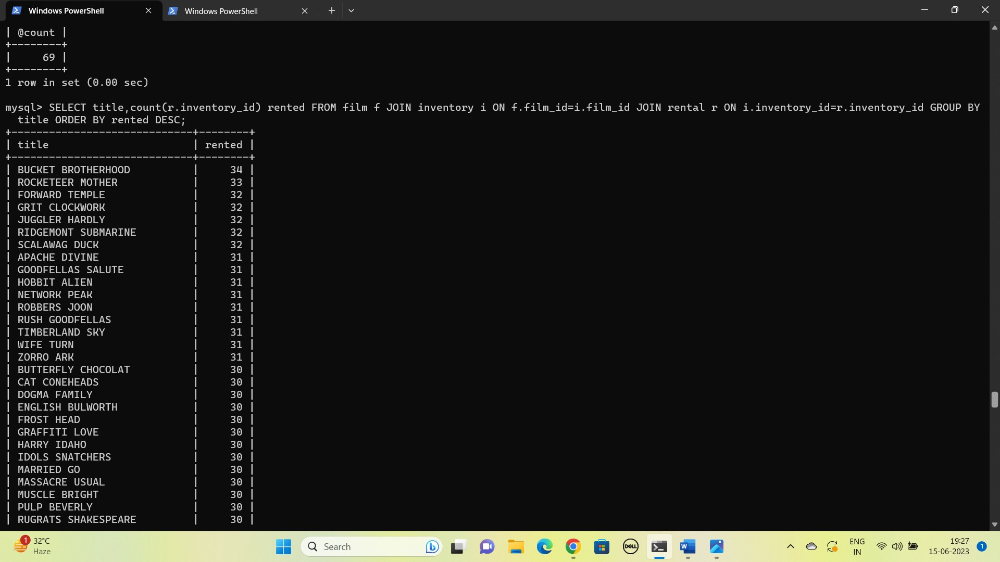 Windows PowerShell
Windows PowerShell
| @count |
+--------+
|     69 |
+--------+
1 row in set (0.00 sec)
mysql> SELECT title,count(r.inventory_id) rented FROM film f JOIN inventory i ON f.film_id=i.film_id JOIN rental r ON i.inventory_id=r.inventory_id GROUP BY
  title ORDER BY rented DESC;
+-----------------------------+--------+
| title                       | rented |
+-----------------------------+--------+
| BUCKET BROTHERHOOD          |     34 |
| ROCKETEER MOTHER            |     33 |
| FORWARD TEMPLE              |     32 |
| GRIT CLOCKWORK              |     32 |
| JUGGLER HARDLY              |     32 |
| RIDGEMONT SUBMARINE         |     32 |
| SCALAWAG DUCK               |     32 |
| APACHE DIVINE               |     31 |
| GOODFELLAS SALUTE           |     31 |
| HOBBIT ALIEN                |     31 |
| NETWORK PEAK                |     31 |
| ROBBERS JOON                |     31 |
| RUSH GOODFELLAS             |     31 |
| TIMBERLAND SKY              |     31 |
| WIFE TURN                   |     31 |
| ZORRO ARK                   |     31 |
| BUTTERFLY CHOCOLAT          |     30 |
| CAT CONEHEADS               |     30 |
| DOGMA FAMILY                |     30 |
| ENGLISH BULWORTH            |     30 |
| FROST HEAD                  |     30 |
| GRAFFITI LOVE               |     30 |
| HARRY IDAHO                 |     30 |
| IDOLS SNATCHERS             |     30 |
| MARRIED GO                  |     30 |
| MASSACRE USUAL              |     30 |
| MUSCLE BRIGHT               |     30 |
| PULP BEVERLY                |     30 |
| RUGRATS SHAKESPEARE         |     30 |
1
32°C
Haze
Search
DELL
W
ENG
IN
19:27
15-06-2023
1